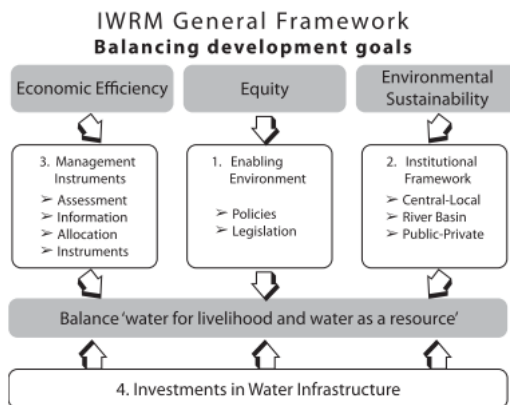 IWRM General Framework
Balancing development goals
Economic Efficiency
Equity
Environmental
Sustainability
3. Management
Instruments
➢ Assessment
➢ Information
➢ Allocation
➢ Instruments
1. Enabling
Environment
➢ Policies
➢ Legislation
2. Institutional
Framework
➢ Central-Local
➢ River Basin
➢ Public-Private
Balance ‘water for livelihood and water as a resource’
4. Investments in Water Infrastructure